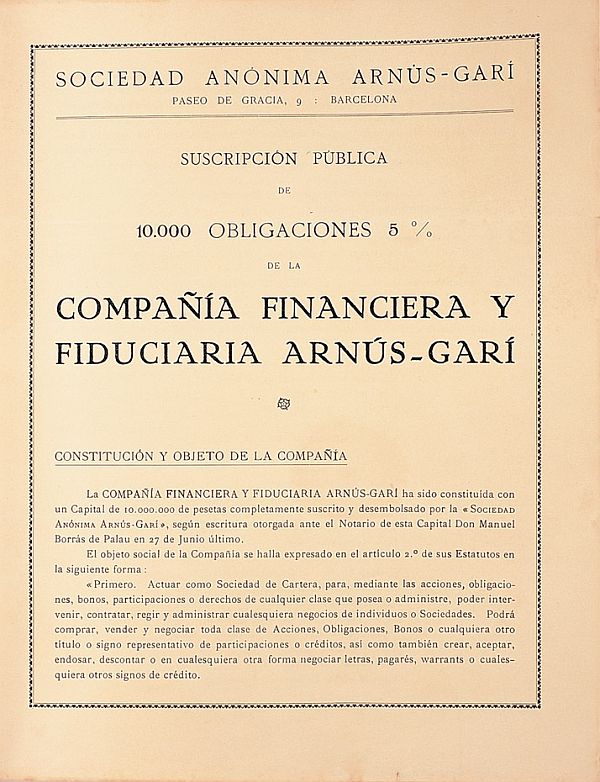 SOCIEDAD ANÓNIMA ARNÚS-GARÍ
PASEO DE GRACIA, 9 : BARCELONA
SUSCRIPCIÓN PÚBLICA
DE
10.000 OBLIGACIONES 5 %
DE LA
COMPAÑÍA FINANCIERA Y
FIDUCIARIA ARNÚS-GARÍ
CONSTITUCIÓN Y OBJETO DE LA COMPAÑÍA
La COMPAÑÍA FINANCIERA Y FIDUCIARIA ARNÚS-GARÍ ha sido constituída con
un Capital de 10.000.000 de pesetas completamente suscrito y desembolsado por la «SOCIEDAD
ANÓNIMA ARNÚS-GARÍ», según escritura otorgada ante el Notario de esta Capital Don Manuel
Borrás de Palau en 27 de Junio último.
El objeto social de la Compañía se halla expresado en el artículo 2.º de sus Estatutos en
la siguiente forma :
«Primero. Actuar como Sociedad de Cartera, para, mediante las acciones, obligacio-
nes, bonos, participaciones o derechos de cualquier clase que posea o administre, poder inter-
venir, contratar, regir y administrar cualesquiera negocios de individuos o Sociedades. Podrá
comprar, vender y negociar toda clase de Acciones, Obligaciones, Bonos o cualquiera otro
título o signo representativo de participaciones o créditos, así como también crear, aceptar,
endosar, descontar o en cualesquiera otra forma negociar letras, pagarés, warrants o cuales-
quiera otros signos de crédito.